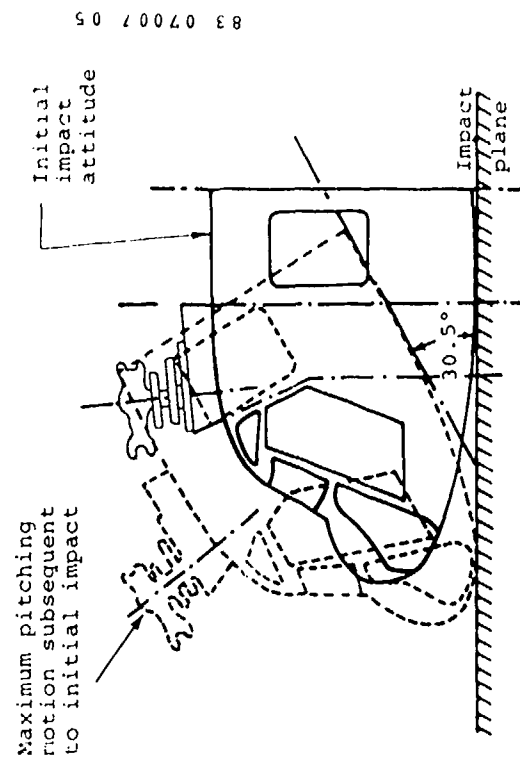 83 07007 05
Initial
impact
attitude
Maximum pitching
motion subsequent
to initial impact
30.5°
Impact
plane